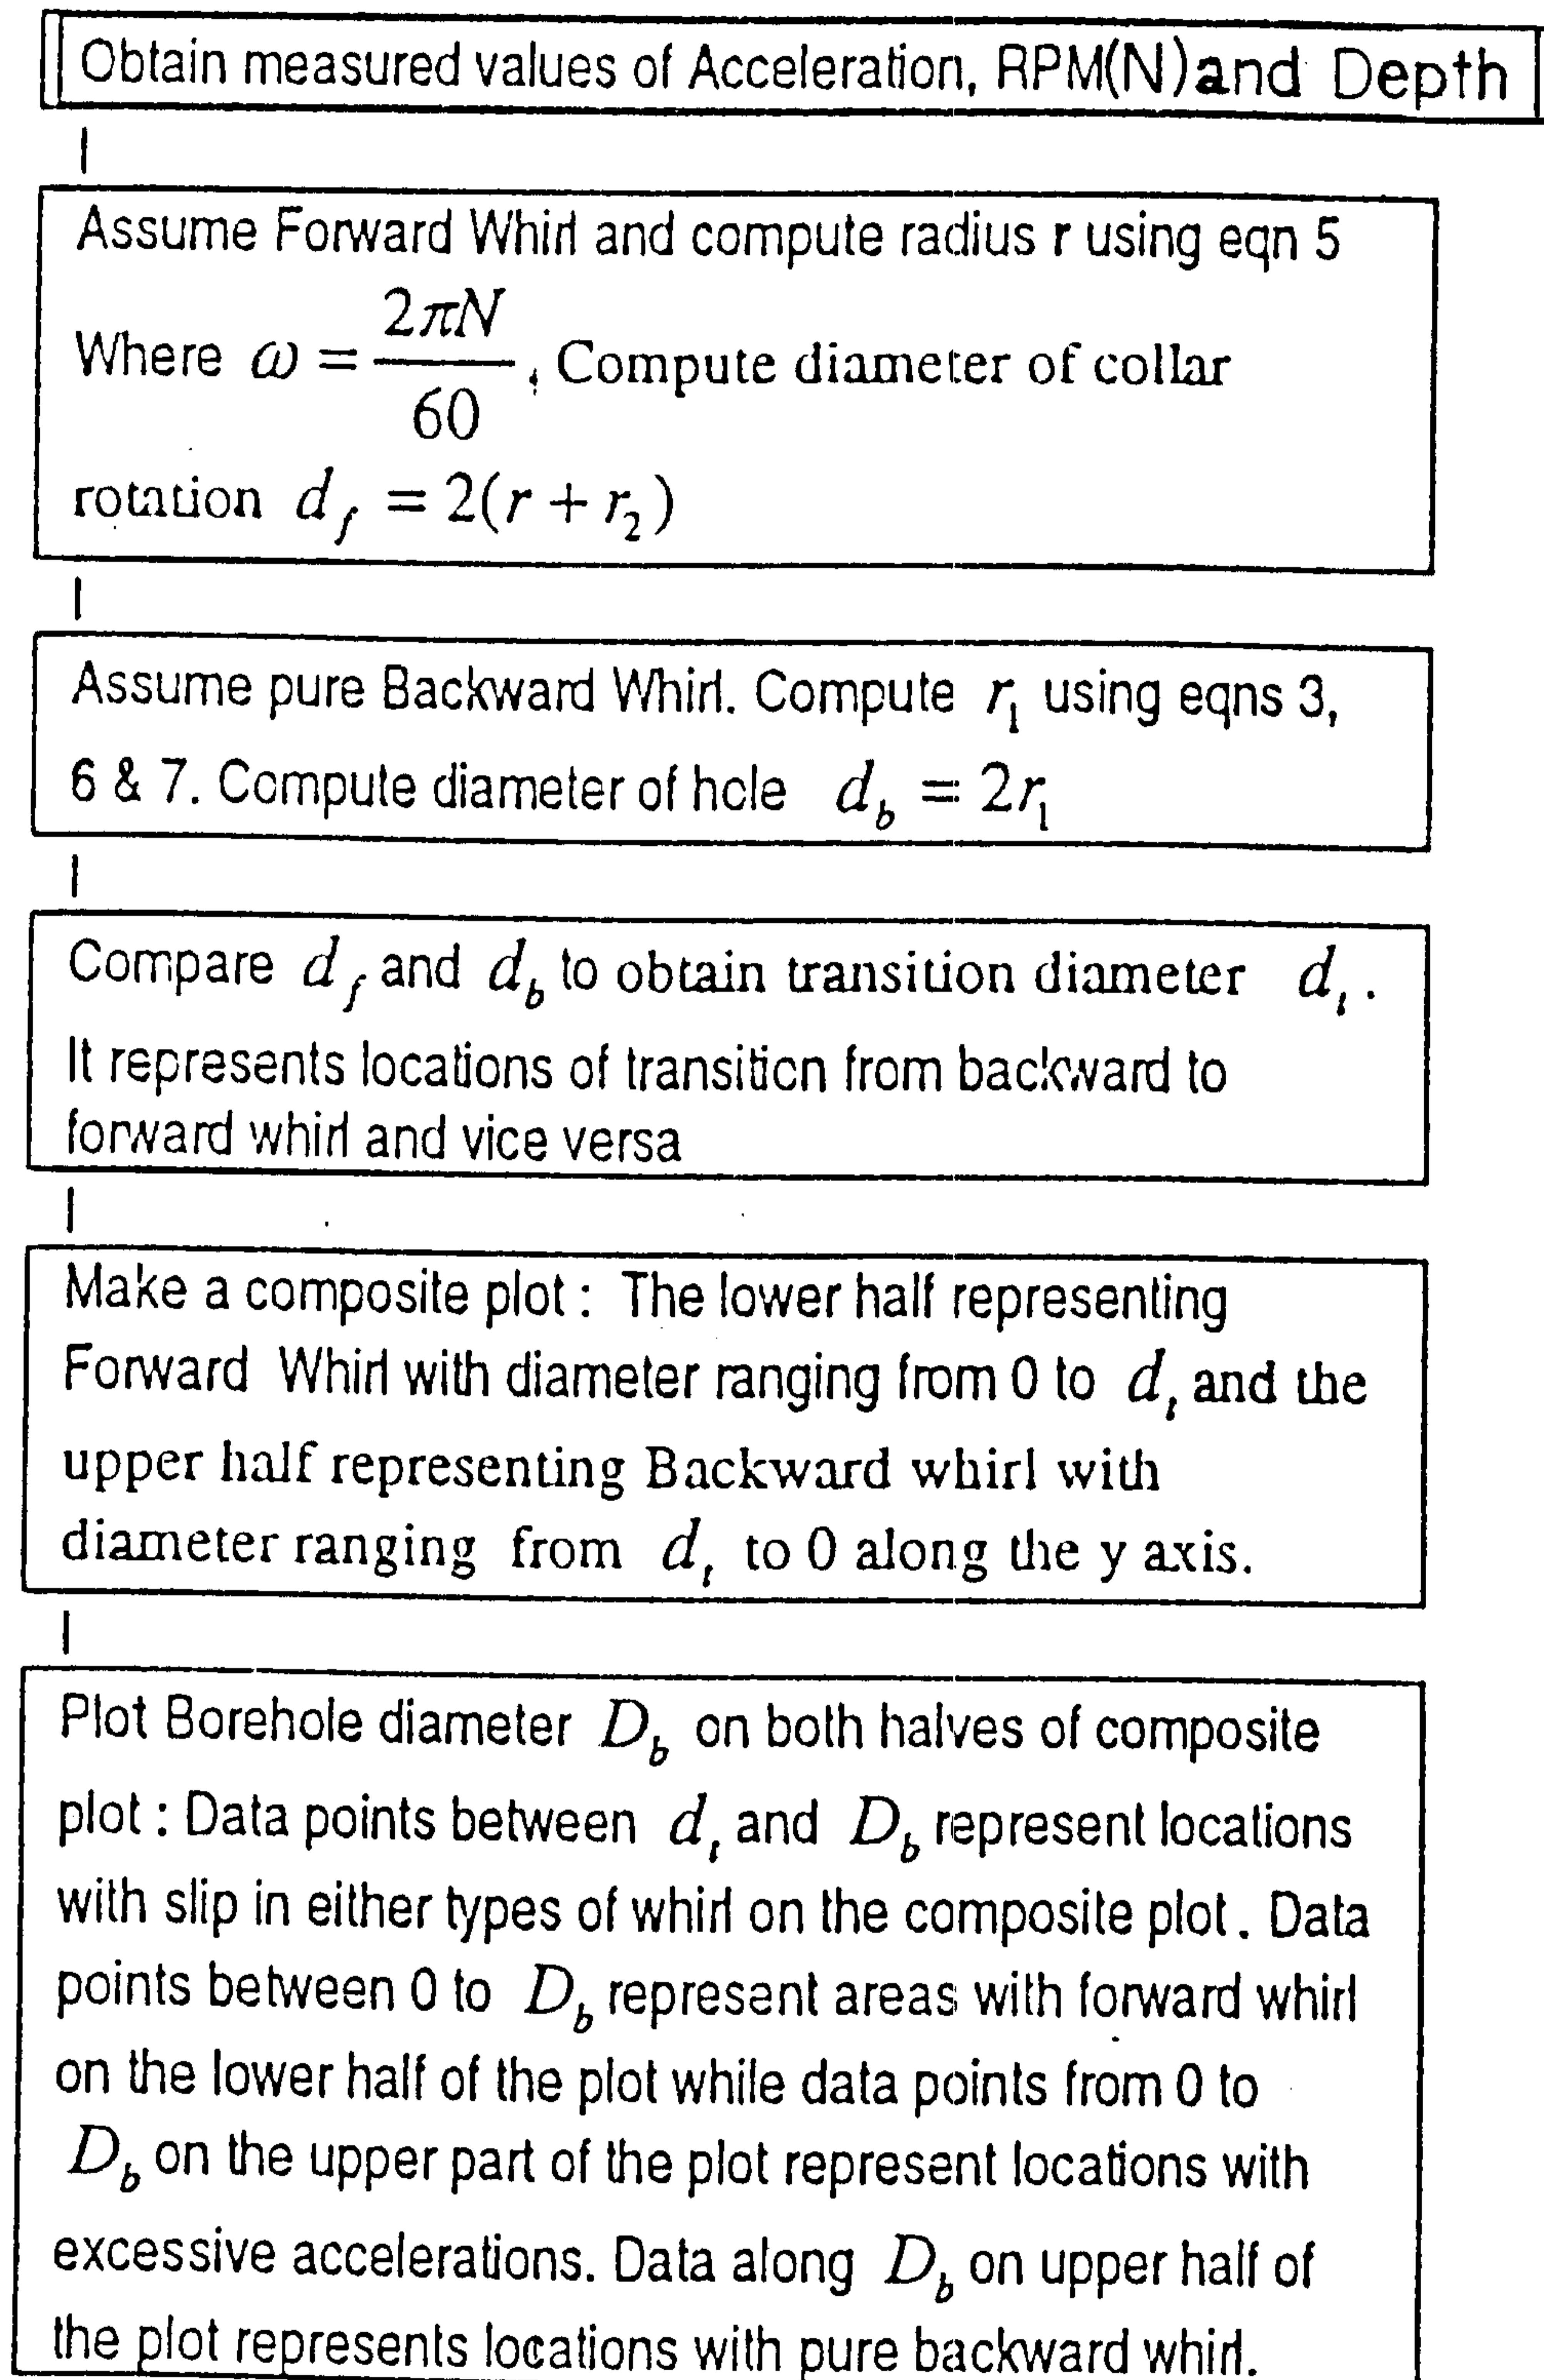 Obtain measured values of Acceleration, RPM(N) and Depth
Assume Forward Whirl and compute radius r using eqn 5
Where ω = 2πN/60, Compute diameter of collar
rotation d_f = 2(r + r_2)
Assume pure Backward Whirl. Compute r_1 using eqns 3,
6 & 7. Compute diameter of hole d_b = 2r_1
Compare d_f and d_b to obtain transition diameter d_t.
It represents locations of transition from backward to
forward whirl and vice versa
Make a composite plot : The lower half representing
Forward Whirl with diameter ranging from 0 to d_t and the
upper half representing Backward whirl with
diameter ranging from d_t to 0 along the y axis.
Plot Borehole diameter D_b on both halves of composite
plot : Data points between d_t and D_b represent locations
with slip in either types of whirl on the composite plot. Data
points between 0 to D_b represent areas with forward whirl
on the lower half of the plot while data points from 0 to
D_b on the upper part of the plot represent locations with
excessive accelerations. Data along D_b on upper half of
the plot represents locations with pure backward whirl.